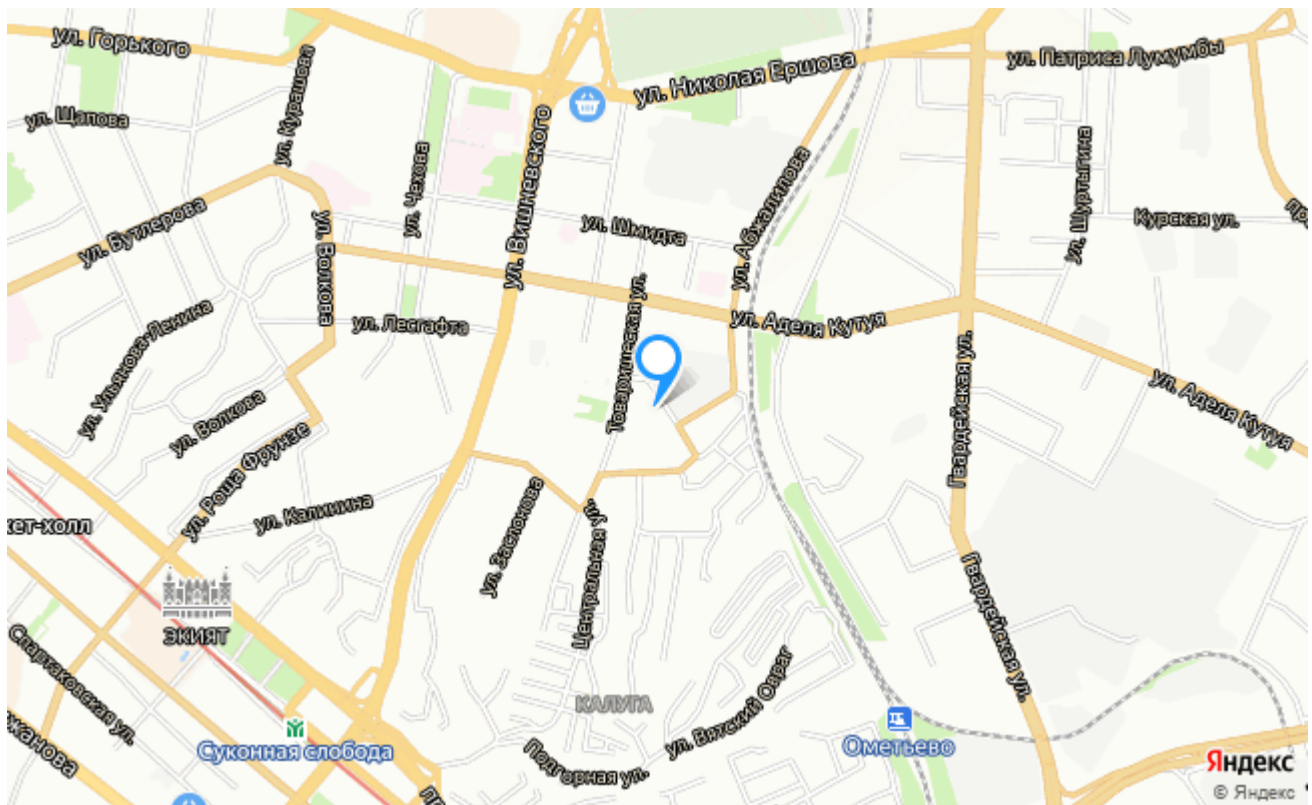 ул. Горького
ул. Николая Ершова
ул. Патриса Лумумбы
ул. Щапова
ул. Курашова
ул. Чехова
ул. Вишневского
ул. Абжалилова
ул. Шуртыгина
Курская ул.
ул. Бутлерова
ул. Волкова
ул. Шмидта
ул. Ульянова-Ленина
ул. Лесгафта
Товарищеская ул.
ул. Аделя Кутуя
Гвардейская ул.
ул. Аделя Кутуя
ул. Волкова
ул. Роща Фрунзе
ул. Калинина
ул. Заслонова
Центральная ул.
кет-холл
ЭКИЯТ
Спартаковская ул.
КАЛУГА
ул. Вятский Овраг
Гвардейская ул.
Суконная слобода
Подгорная ул.
Ометьево
жанова
Яндекс
© Яндекс